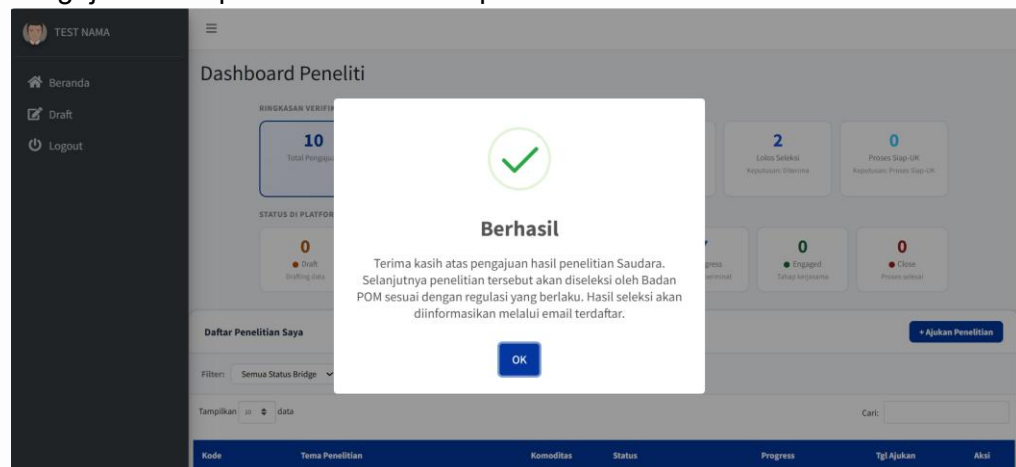 TEST NAMA
Beranda
Draft
Logout
Dashboard Peneliti
RINGKASAN VERIFI
10
Total Pengaju
2
Lolos Seleksi
Keputusan: Diterima
0
Proses Siap-UK
Keputusan: Proses Siap-UK
STATUS DI PLATFOR
0
Draft
Drafting data
0
Engaged
Tahap kerjasama
0
Close
Proses selesai
Berhasil
Terima kasih atas pengajuan hasil penelitian Saudara.
Selanjutnya penelitian tersebut akan diseleksi oleh Badan
POM sesuai dengan regulasi yang berlaku. Hasil seleksi akan
diinformasikan melalui email terdaftar.
OK
Daftar Penelitian Saya
+ Ajukan Penelitian
Filter: Semua Status Bridge
Tampilkan 10 data
Cari:
Kode Tema Penelitian Komoditas Status Progress Tgl Ajukan Aksi